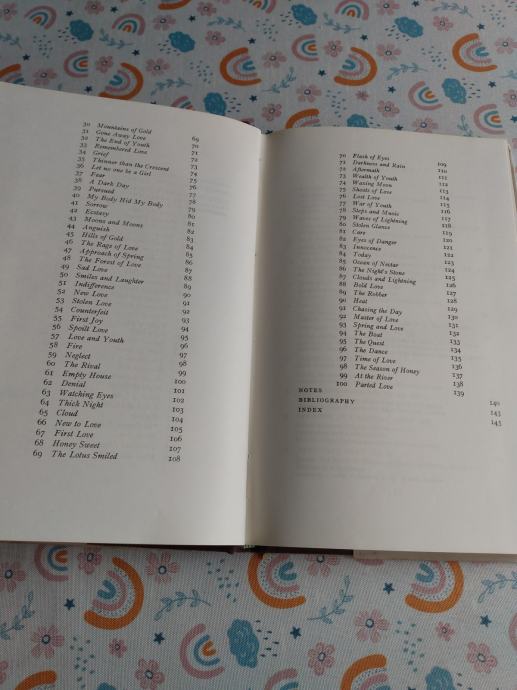 30 Mountains of Gold 69
31 Gone Away Love 70
32 The End of Youth 71
33 Remembered Love 72
34 Grief 73
35 Thinner than the Crescent 74
36 Let no one be a Girl 75
37 Fear 76
38 A Dark Day 77
39 Pursued 78
40 My Body Hid My Body 79
41 Sorrow 80
42 Ecstasy 81
43 Moons and Moons 82
44 Anguish 83
45 Hills of Gold 84
46 The Rage of Love 85
47 Approach of Spring 86
48 The Forest of Love 87
49 Sad Love 88
50 Smiles and Laughter 89
51 Indifference 90
52 New Love 91
53 Stolen Love 92
54 Counterfeit 93
55 First Joy 94
56 Spoilt Love 95
57 Love and Youth 96
58 Fire 97
59 Neglect 98
60 The Rival 99
61 Empty House 100
62 Denial 101
63 Watching Eyes 102
64 Thick Night 103
65 Cloud 104
66 New to Love 105
67 First Love 106
68 Honey Sweet 107
69 The Lotus Smiled 108
70 Flash of Eyes 109
71 Darkness and Rain 110
72 Aftermath 111
73 Wealth of Youth 112
74 Waxing Moon 113
75 Shoots of Love 114
76 Lost Love 115
77 War of Youth 116
78 Steps and Music 117
79 Waves of Lightning 118
80 Stolen Glance 119
81 Care 120
82 Eyes of Danger 121
83 Innocence 122
84 Today 123
85 Ocean of Nectar 124
86 The Night's Stone 125
87 Clouds and Lightning 126
88 Bold Love 127
89 The Robber 128
90 Heat 129
91 Chasing the Day 130
92 Master of Love 131
93 Spring and Love 132
94 The Boat 133
95 The Quest 134
96 The Dance 135
97 Time of Love 136
98 The Season of Honey 137
99 At the River 138
100 Parted Love 139
NOTES 140
BIBLIOGRAPHY 143
INDEX 145